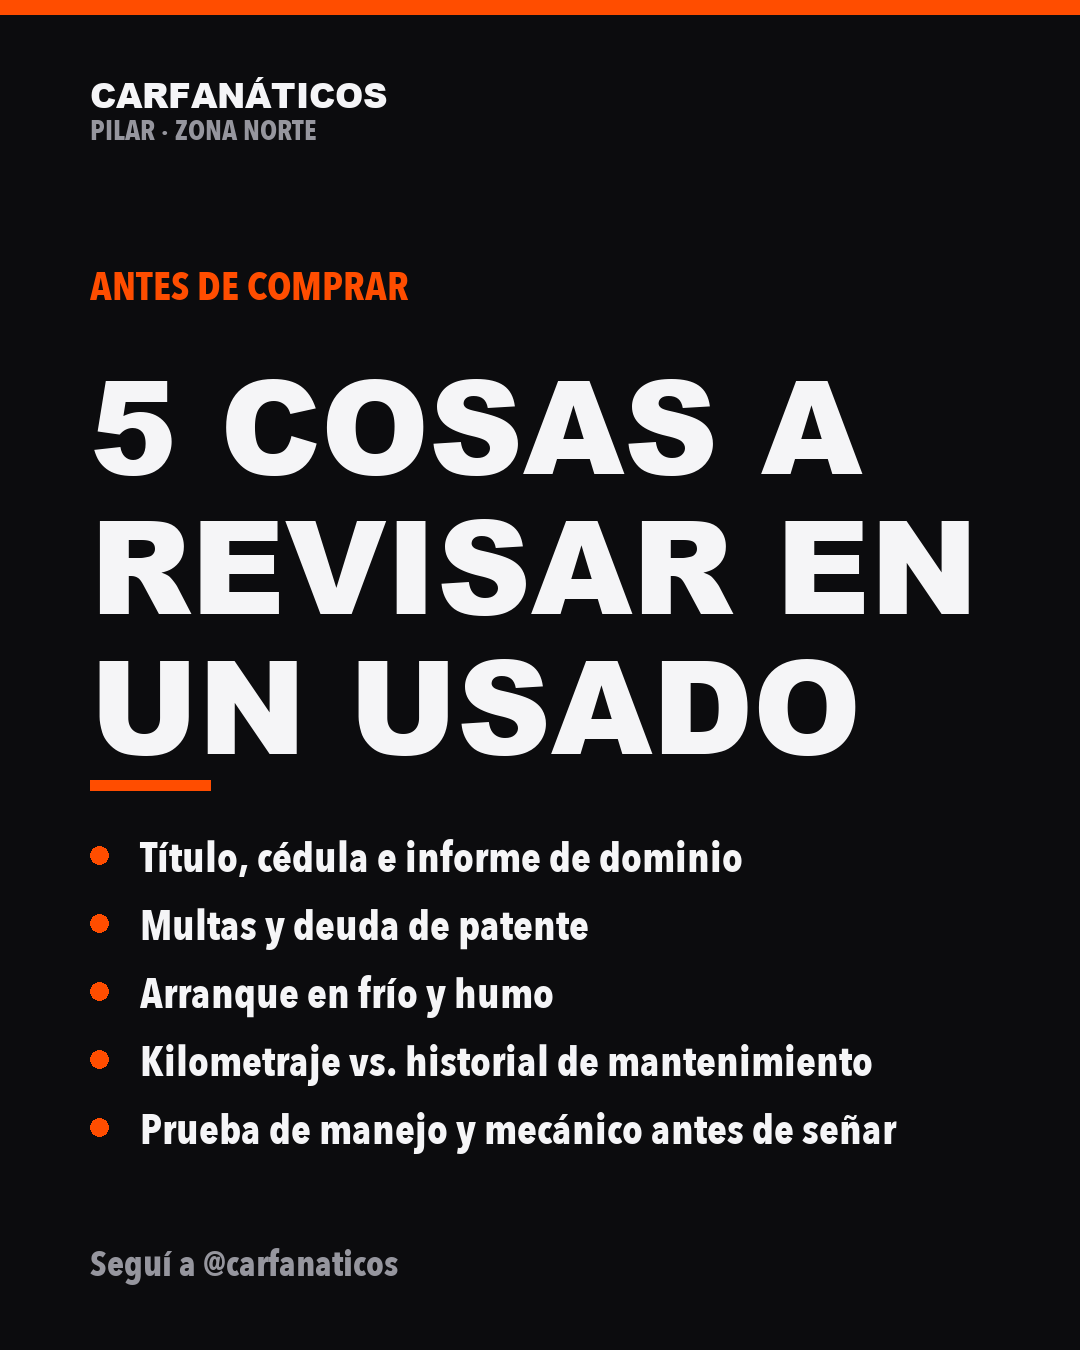 CARFANÁTICOS
PILAR · ZONA NORTE
ANTES DE COMPRAR
5 COSAS A
REVISAR EN
UN USADO
Título, cédula e informe de dominio
Multas y deuda de patente
Arranque en frío y humo
Kilometraje vs. historial de mantenimiento
Prueba de manejo y mecánico antes de señar
Seguí a @carfanaticos